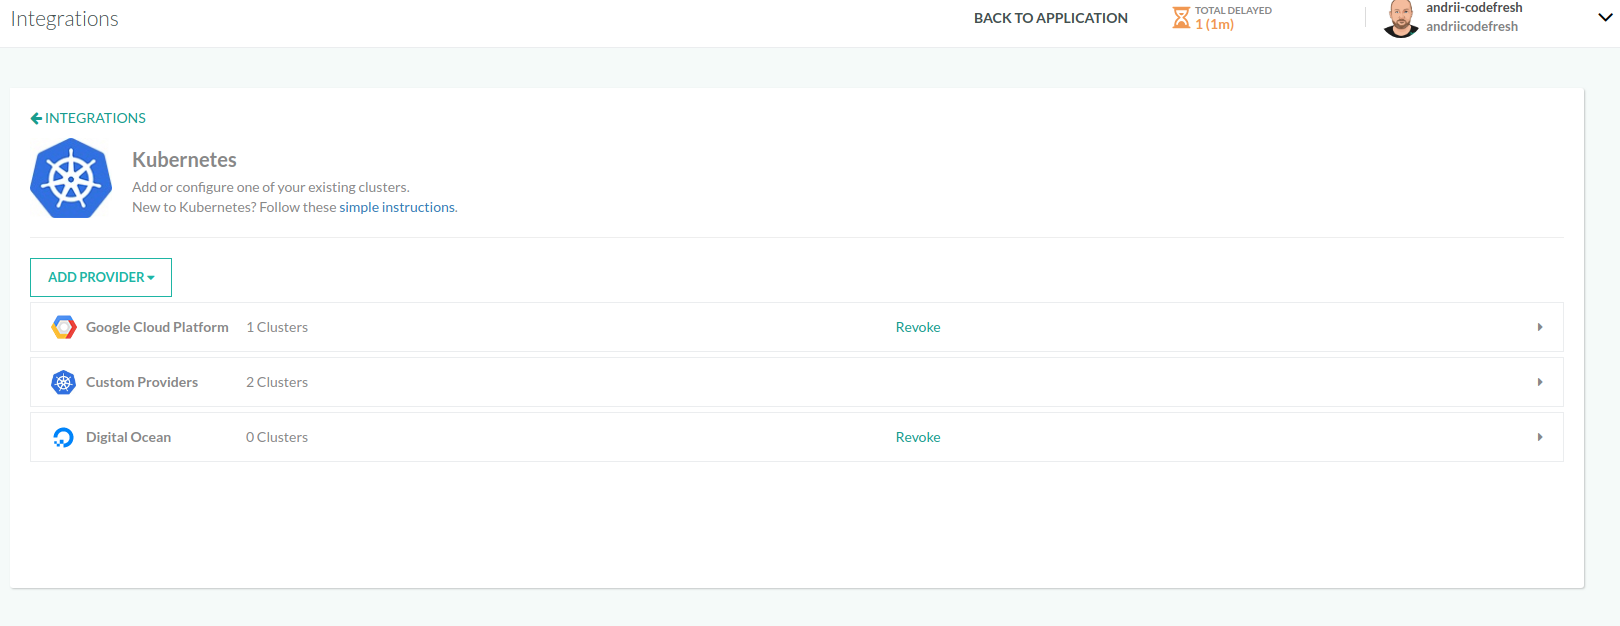 Integrations
BACK TO APPLICATION
TOTAL DELAYED
1 (1m)
andrii-codefresh
andriicodefresh
INTEGRATIONS
Kubernetes
Add or configure one of your existing clusters.
New to Kubernetes? Follow these simple instructions.
ADD PROVIDER
Google Cloud Platform 1 Clusters Revoke
Custom Providers 2 Clusters
Digital Ocean 0 Clusters Revoke